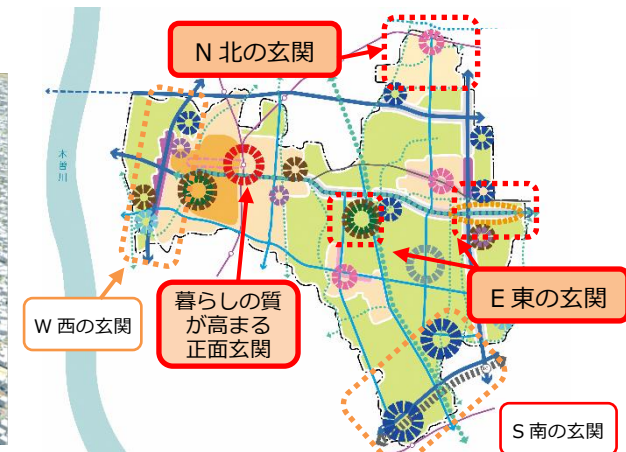 N 北の玄関
木曽川
W 西の玄関
暮らしの質
が高まる
正面玄関
E 東の玄関
S 南の玄関